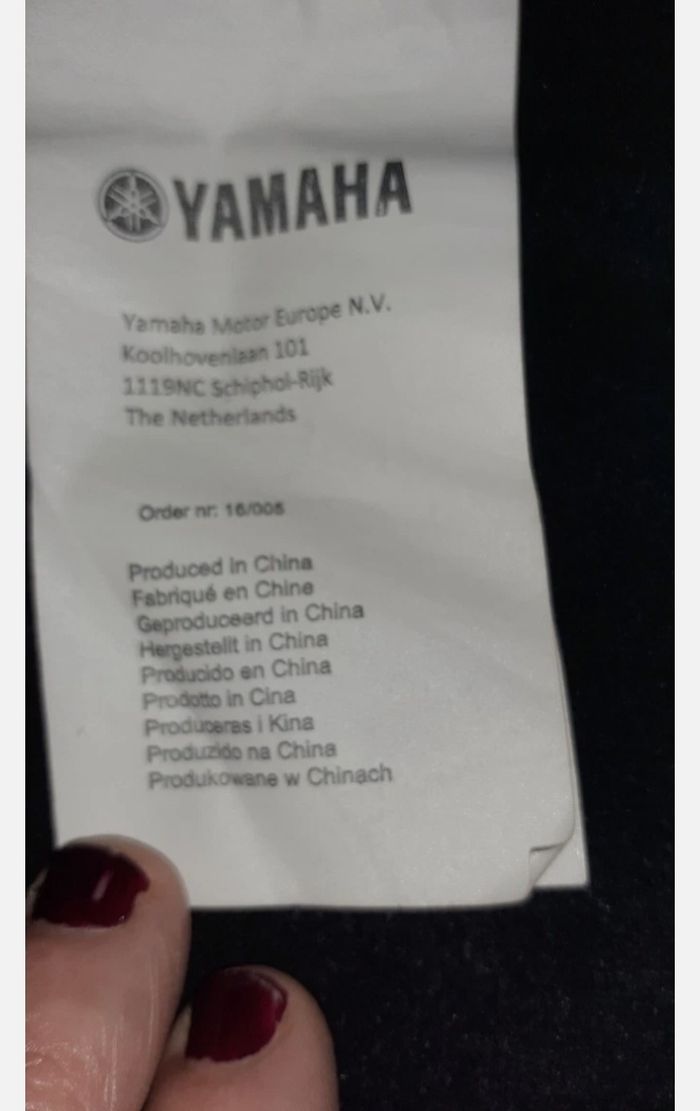 YAMAHA
Yamaha Motor Europe N.V.
Koolhovenlaan 101
1119NC Schiphol-Rijk
The Netherlands
Order nr: 16/006
Produced in China
Fabriqué en Chine
Geproduceerd in China
Hergestellt in China
Producido en China
Prodotto in Cina
Produceras i Kina
Produzido na China
Produkowane w Chinach